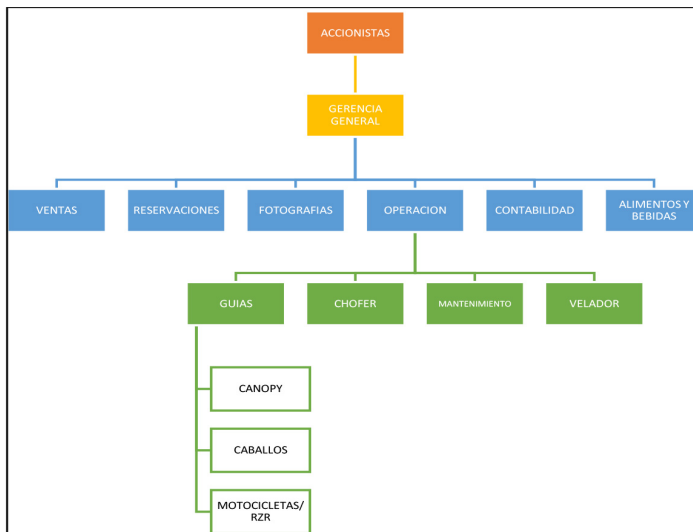 ACCIONISTAS
GERENCIA
GENERAL
VENTAS
RESERVACIONES
FOTOGRAFIAS
OPERACION
CONTABILIDAD
ALIMENTOS Y
BEBIDAS
GUIAS
CHOFER
MANTENIMIENTO
VELADOR
CANOPY
CABALLOS
MOTOCICLETAS/
RZR